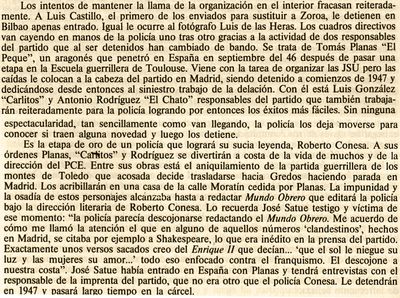 Los intentos de mantener la llama de la organización en el interior fracasan reiterada-
mente. A Luis Castillo, el primero de los enviados para sustituir a Zoroa, le detienen en
Bilbao apenas entrado. Igual le ocurre al fotógrafo Luis de las Heras. Los cuadros directivos
van cayendo en manos de la policía uno tras otro gracias a la actividad de dos responsables
del partido que al ser detenidos han cambiado de bando. Se trata de Tomás Planas “El
Peque”, un aragonés que penetró en España en septiembre del 46 después de pasar una
etapa en la Escuela guerrillera de Toulouse. Viene con la tarea de organizar las JSU pero las
caídas le colocan a la cabeza del partido en Madrid, siendo detenido a comienzos de 1947 y
dedicándose desde entonces al siniestro trabajo de la delación. Con él está Luis González
“Carlitos” y Antonio Rodríguez “El Chato” responsables del partido que también trabaja-
rán reiteradamente para la policía logrando por entonces los éxitos más fáciles. Sin ninguna
espectacularidad, tan sencillamente como van llegando, la policía los deja moverse para
conocer si traen alguna novedad y luego los detiene.
Es la etapa de oro de un policía que logrará su sucia leyenda, Roberto Conesa. A sus
órdenes Planas, “Carlitos” y Rodríguez se divertirán a costa de la vida de muchos y de la
dirección del PCE. Entre sus obras está el aniquilamiento de la partida guerrillera de los
montes de Toledo que acosada decide trasladarse hacia Gredos haciendo parada en
Madrid. Los acribillarán en una casa de la calle Moratín cedida por Planas. La impunidad y
la osadía de estos personajes alcanzaba hasta a redactar Mundo Obrero que editará la policía
bajo la dirección literaria de Roberto Conesa. Lo recuerda José Satue testigo y víctima de
ese momento: “la policía parecía descojonarse redactando el Mundo Obrero. Me acuerdo
de cómo me llamó la atención el que en alguno de aquellos números ‘clandestinos’, hechos
en Madrid, se citaba por ejemplo a Shakespeare, lo que era inédito en la prensa del partido.
Exactamente unos versos sacados creo del Enrique II que decían... ‘que el sol le niegue su
luz y las mujeres su amor...’ todo eso enfocado contra el franquismo. El descojone a
nuestra costa”. José Satue había entrado en España con Planas y tendrá entrevistas con el
responsable de la imprenta del partido, que no era otro que el policía Conesa. Le detendrán
en 1947 y pasará largo tiempo en la cárcel.